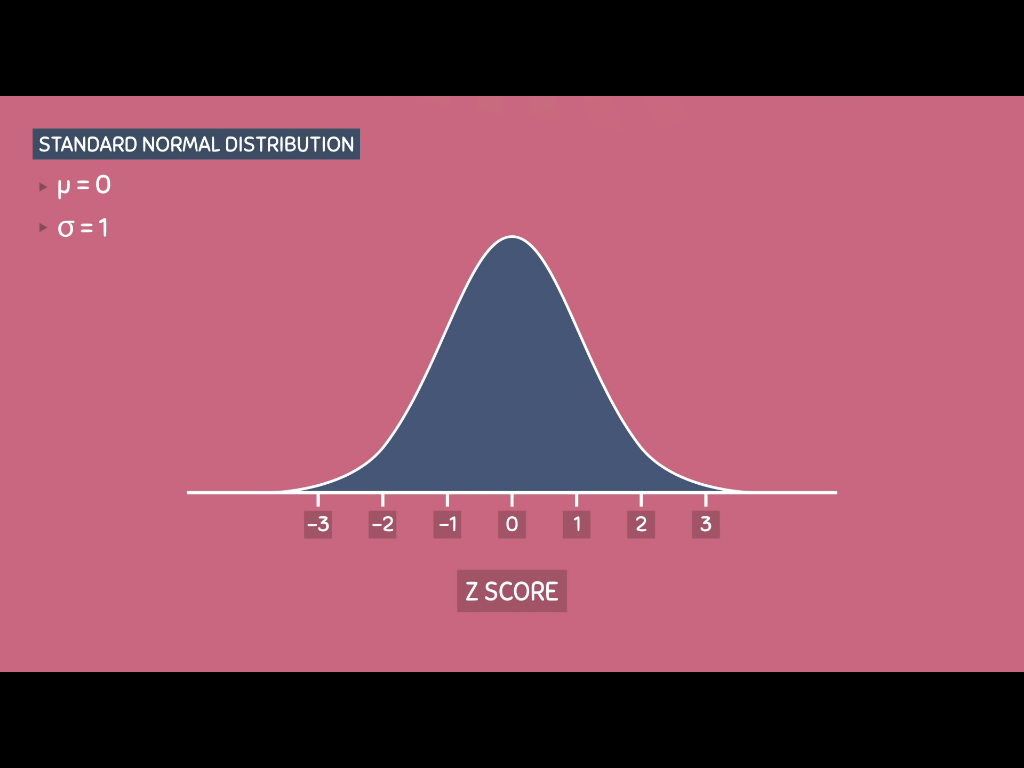 STANDARD NORMAL DISTRIBUTION
▸ μ = 0
▸ σ = 1
–3 –2 –1 0 1 2 3
Z SCORE